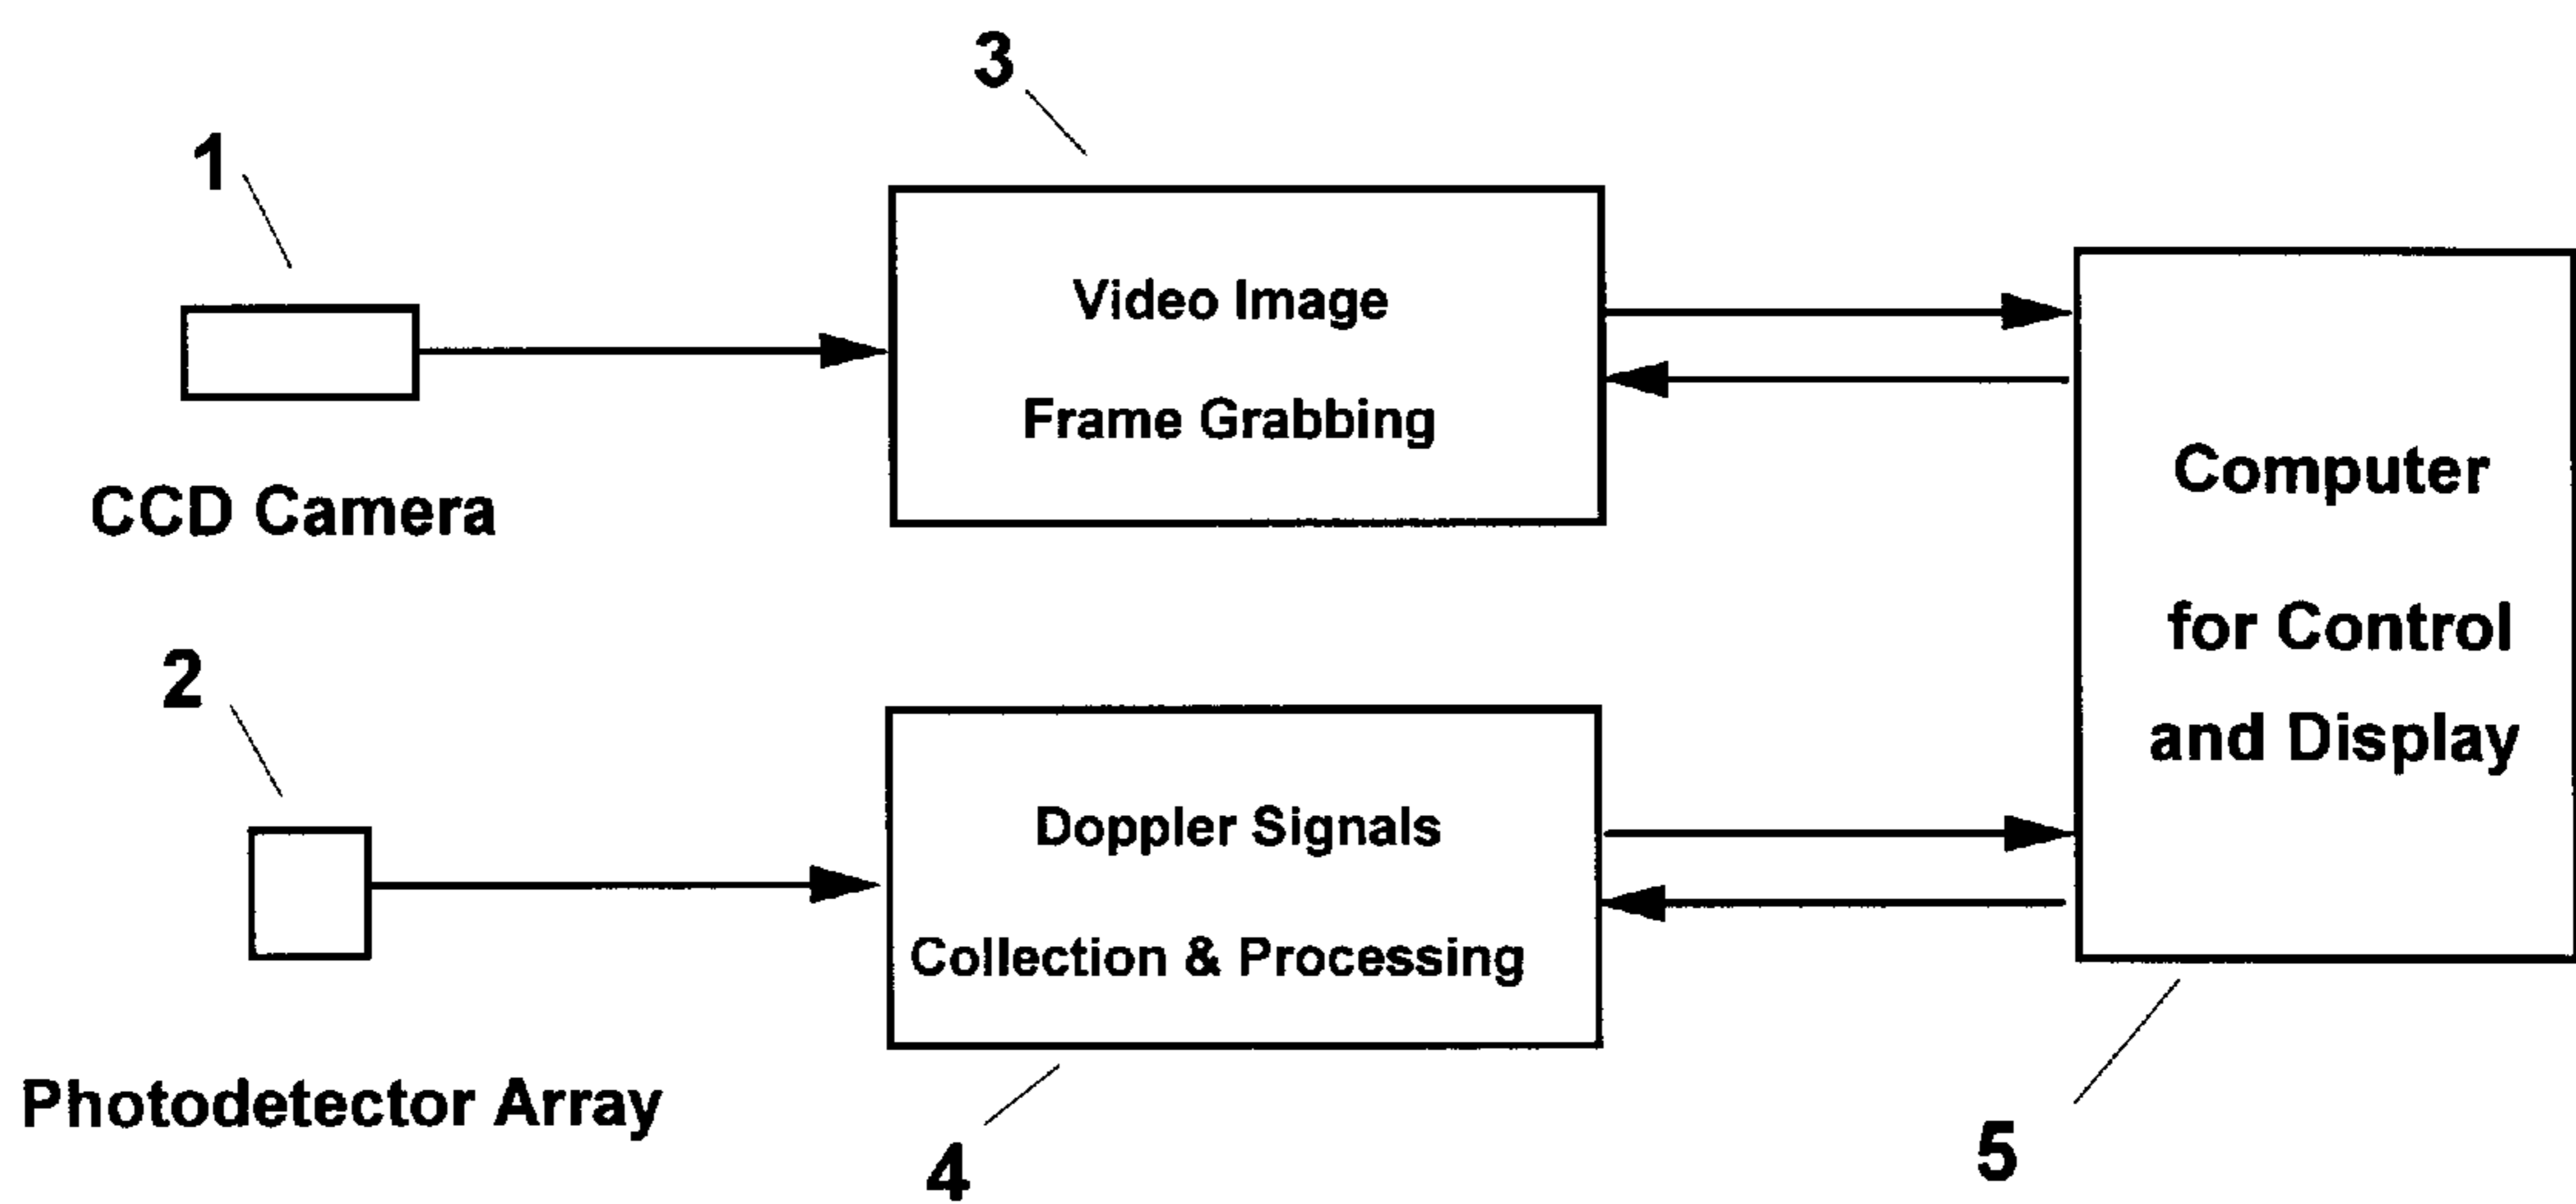 3
1
Video Image
Frame Grabbing
CCD Camera
Computer
for Control
and Display
2
Doppler Signals
Collection & Processing
Photodetector Array
4
5